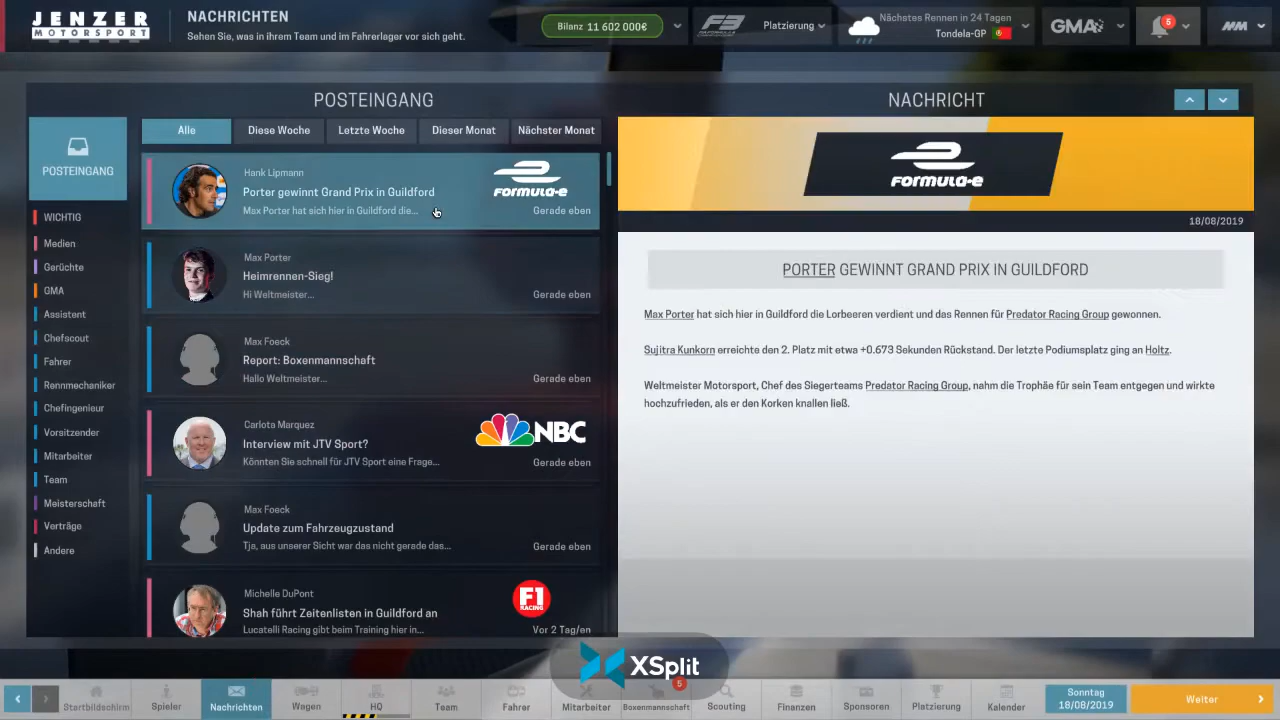 JENZER
MOTORSPORT
NACHRICHTEN
Sehen Sie, was in ihrem Team und im Fahrerlager vor sich geht.
Bilanz 11 602 000€
F3
Platzierung
Nächstes Rennen in 24 Tagen
Tondela-GP
GMA
6
POSTEINGANG
NACHRICHT
POSTEINGANG
WICHTIG
Medien
Gerüchte
GMA
Assistent
Chefscout
Fahrer
Rennmechaniker
Chefingenieur
Vorsitzender
Mitarbeiter
Team
Meisterschaft
Verträge
Andere
Alle
Diese Woche
Letzte Woche
Dieser Monat
Nächster Monat
Hank Lipmann
Porter gewinnt Grand Prix in Guildford
Max Porter hat sich hier in Guildford die...
FORMULA-E
Gerade eben
Max Porter
Heimrennen-Sieg!
Hi Weltmeister...
Gerade eben
Max Foeck
Report: Boxenmannschaft
Hallo Weltmeister...
Gerade eben
Carlota Marquez
Interview mit JTV Sport?
Könnten Sie schnell für JTV Sport eine Frage...
NBC
Gerade eben
Max Foeck
Update zum Fahrzeugzustand
Tja, aus unserer Sicht war das nicht gerade das...
Gerade eben
Michelle DuPont
Shah führt Zeitenlisten in Guildford an
Lucatelli Racing gibt beim Training hier in...
F1
RACING
Vor 2 Tag/en
FORMULA-E
18/08/2019
PORTER GEWINNT GRAND PRIX IN GUILDFORD
Max Porter hat sich hier in Guildford die Lorbeeren verdient und das Rennen für Predator Racing Group gewonnen.
Sujitra Kunkorn erreichte den 2. Platz mit etwa +0.673 Sekunden Rückstand. Der letzte Podiumsplatz ging an Holtz.
Weltmeister Motorsport, Chef des Siegerteams Predator Racing Group, nahm die Trophäe für sein Team entgegen und wirkte
hochzufrieden, als er den Korken knallen ließ.
XSplit
5
Startbildschirm
Spieler
Nachrichten
Wagen
HQ
Team
Fahrer
Mitarbeiter
Boxenmannschaft
Scouting
Finanzen
Sponsoren
Platzierung
Kalender
Sonntag
18/08/2019
Weiter